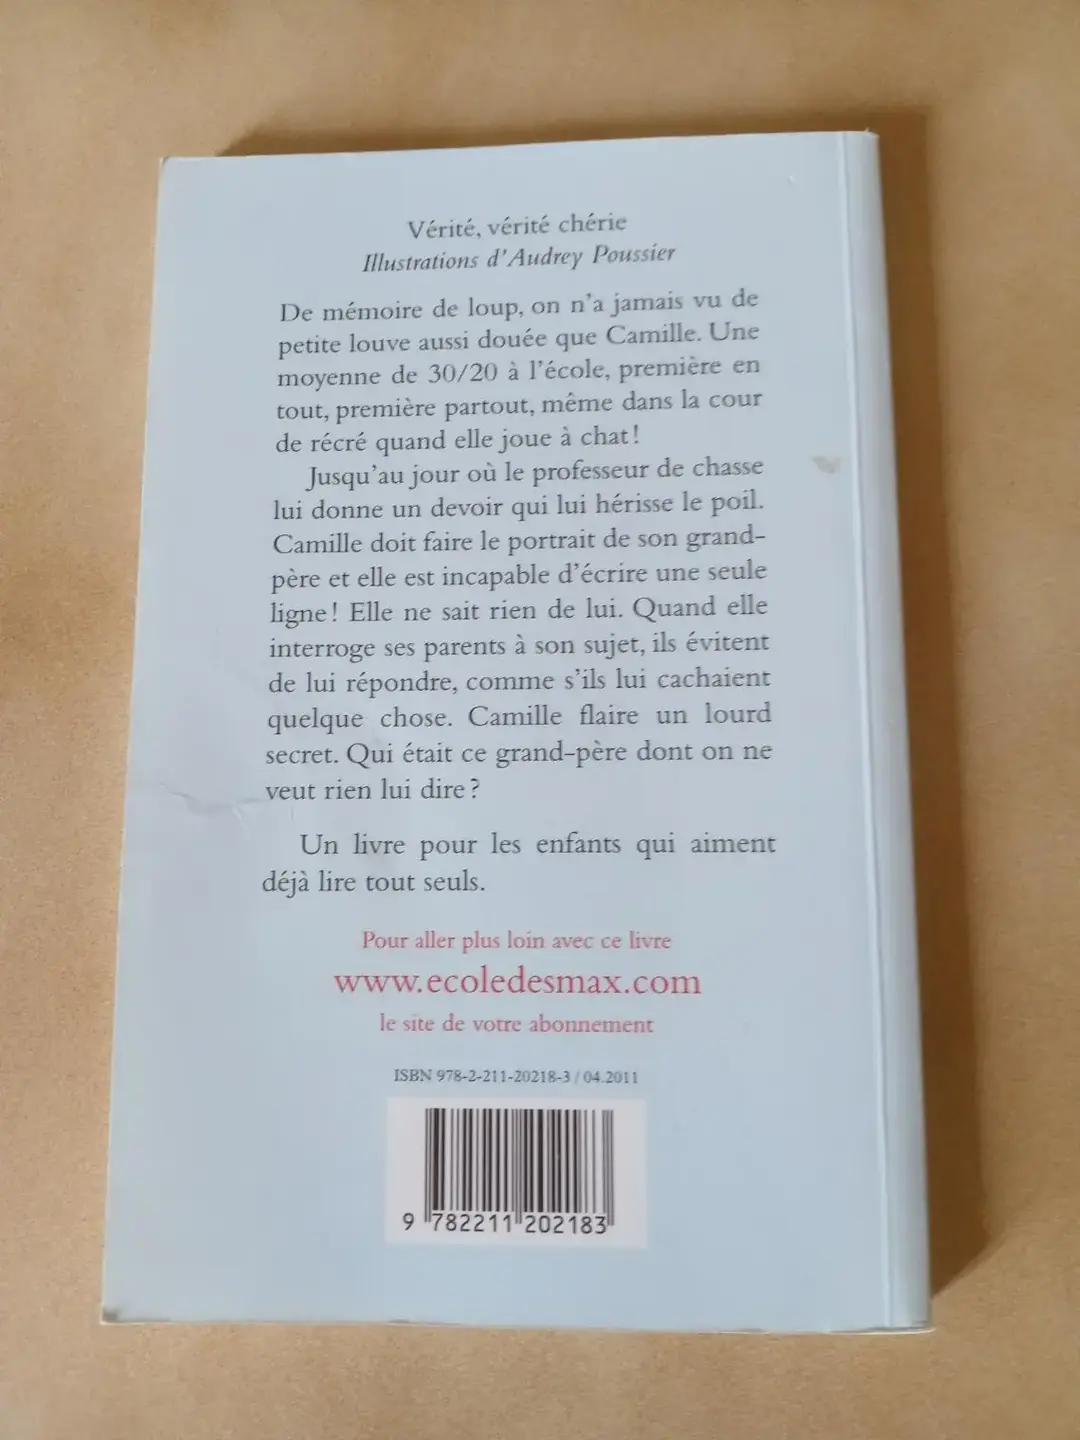 Vérité, vérité chérie
Illustrations d'Audrey Poussier
De mémoire de loup, on n'a jamais vu de
petite louve aussi douée que Camille. Une
moyenne de 30/20 à l'école, première en
tout, première partout, même dans la cour
de récré quand elle joue à chat !
Jusqu'au jour où le professeur de chasse
lui donne un devoir qui lui hérisse le poil.
Camille doit faire le portrait de son grand-
père et elle est incapable d'écrire une seule
ligne ! Elle ne sait rien de lui. Quand elle
interroge ses parents à son sujet, ils évitent
de lui répondre, comme s'ils lui cachaient
quelque chose. Camille flaire un lourd
secret. Qui était ce grand-père dont on ne
veut rien lui dire ?
Un livre pour les enfants qui aiment
déjà lire tout seuls.
Pour aller plus loin avec ce livre
www.ecoledesmax.com
le site de votre abonnement
ISBN 978-2-211-20218-3 / 04.2011
9 782211 202183